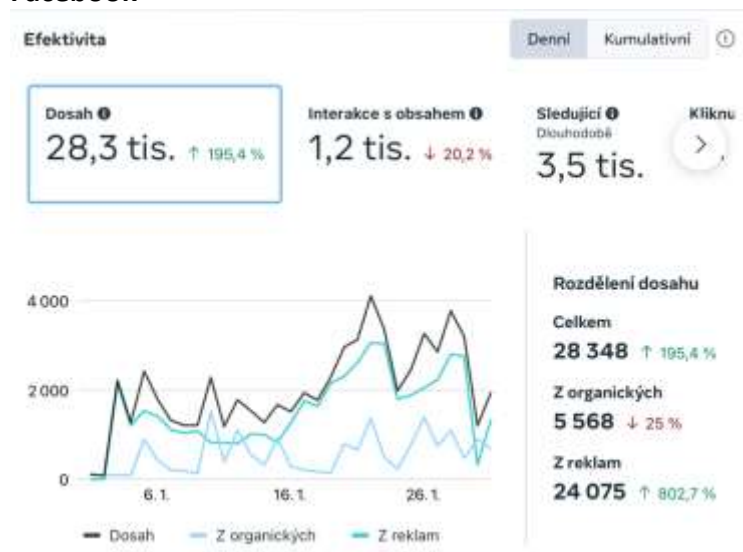 Efektivita
Denní
Kumulativní
Dosah
28,3 tis. ↑ 195,4 %
Interakce s obsahem
1,2 tis. ↓ 20,2 %
Sledující
Dlouhodobě
3,5 tis.
Kliknu
4 000
2 000
0
6. 1.
16. 1.
26. 1.
Dosah
Z organických
Z reklam
Rozdělení dosahu
Celkem
28 348 ↑ 195,4 %
Z organických
5 568 ↓ 25 %
Z reklam
24 075 ↑ 802,7 %